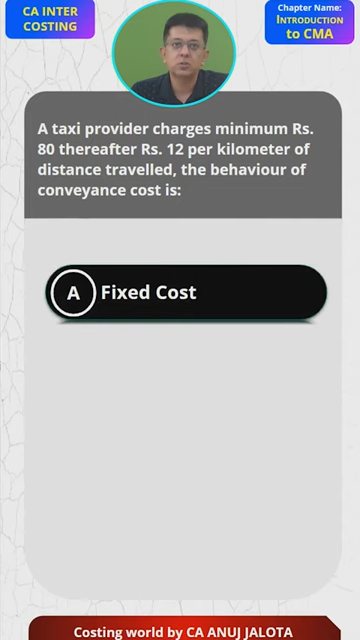 CA INTER
COSTING
Chapter Name:
INTRODUCTION
to CMA
A taxi provider charges minimum Rs.
80 thereafter Rs. 12 per kilometer of
distance travelled, the behaviour of
conveyance cost is:
A Fixed Cost
Costing world by CA ANUJ JALOTA